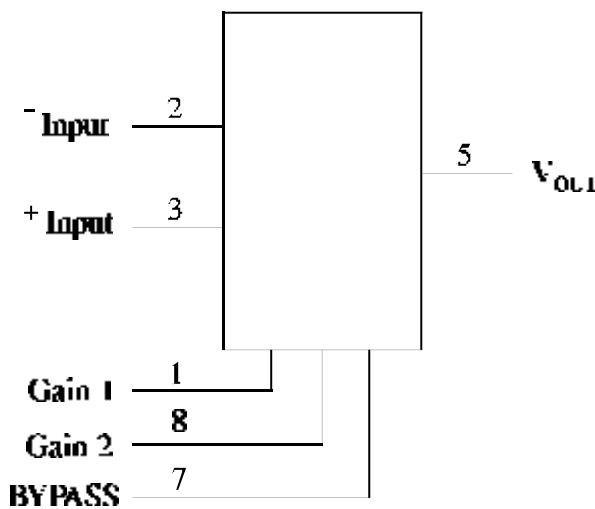 2
- Input
5
VOUT
3
+ Input
1
Gain 1
8
Gain 2
7
BYPASS